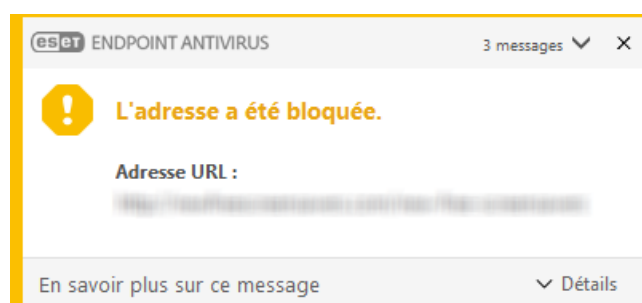 eset ENDPOINT ANTIVIRUS 3 messages
L'adresse a été bloquée.
Adresse URL :
En savoir plus sur ce message Détails